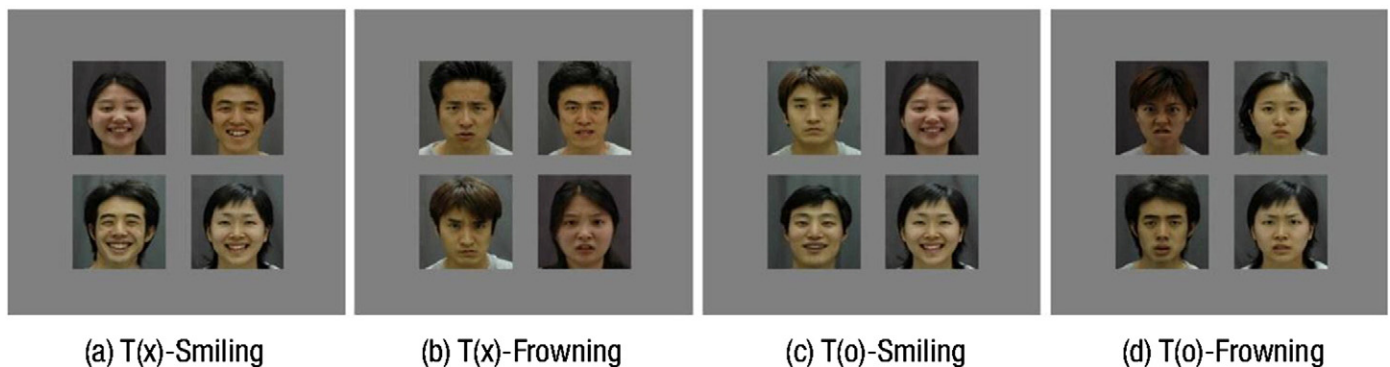 (a) T(x)-Smiling
(b) T(x)-Frowning
(c) T(o)-Smiling
(d) T(o)-Frowning